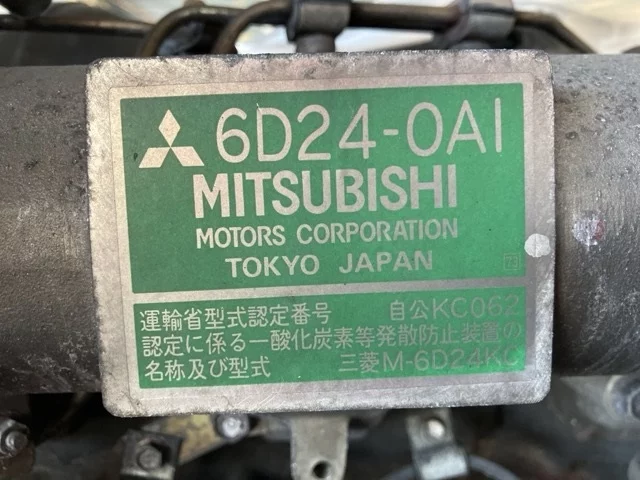 6D24-0A1
MITSUBISHI
MOTORS CORPORATION
TOKYO JAPAN
運輸省型式認定番号 自公KC062
認定に係る一酸化炭素等発散防止装置の
名称及び型式 三菱M-6D24KC